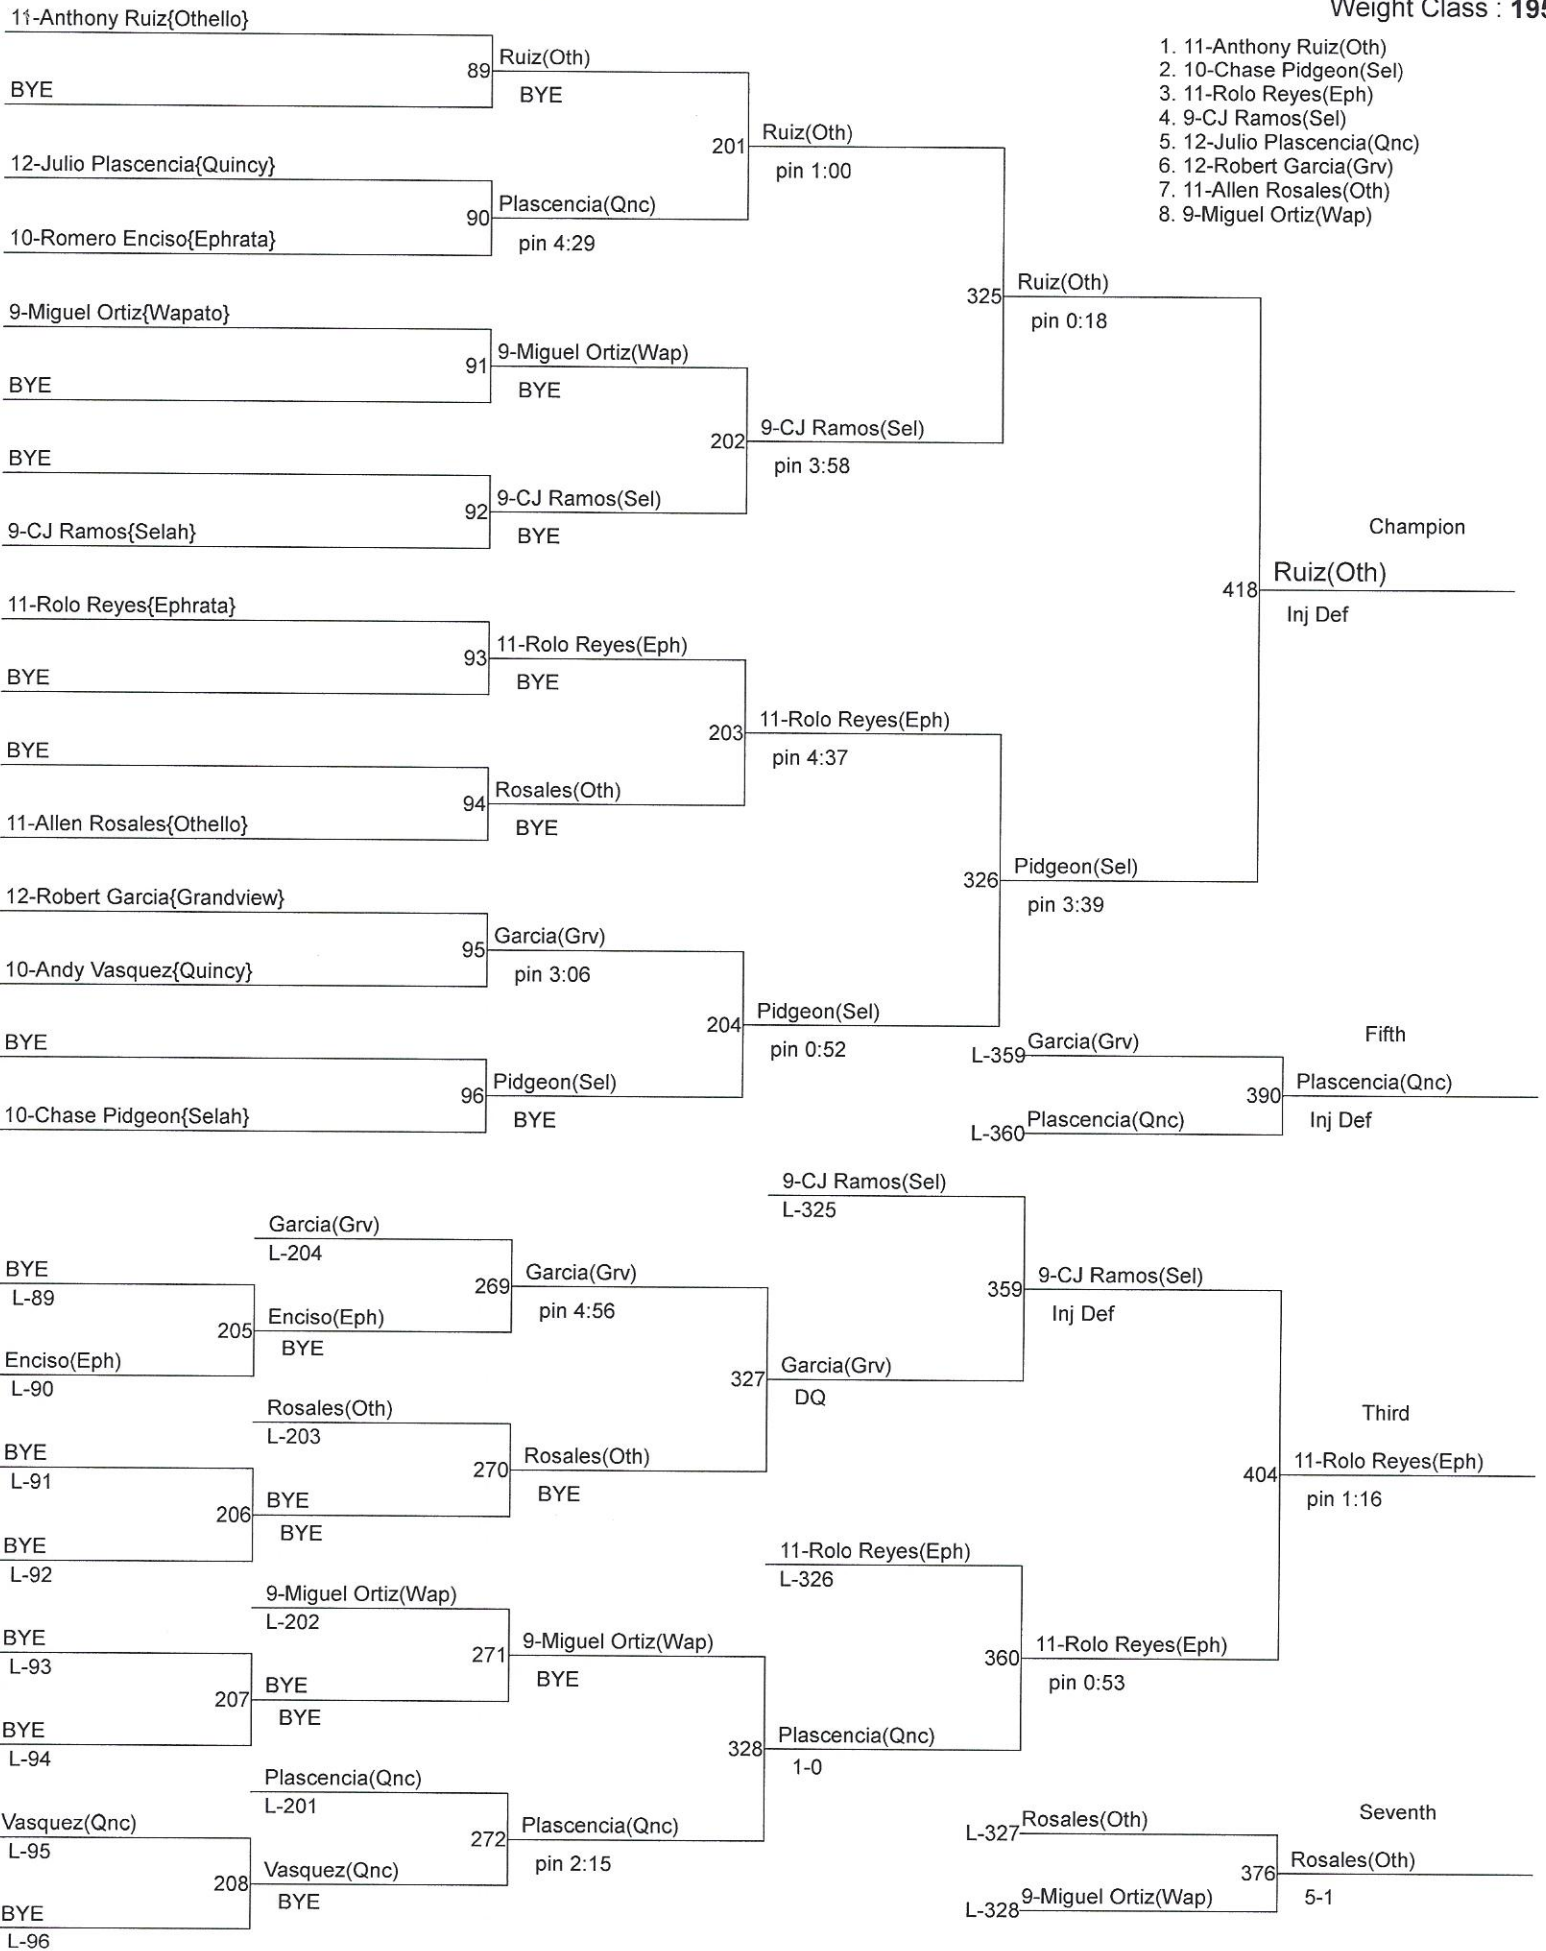 Weight Class : 195
1. 11-Anthony Ruiz(Oth)
2. 10-Chase Pidgeon(Sel)
3. 11-Rolo Reyes(Eph)
4. 9-CJ Ramos(Sel)
5. 12-Julio Plascencia(Qnc)
6. 12-Robert Garcia(Grv)
7. 11-Allen Rosales(Oth)
8. 9-Miguel Ortiz(Wap)
11-Anthony Ruiz{Othello}
89 Ruiz(Oth)
BYE
BYE
201 Ruiz(Oth)
pin 1:00
12-Julio Plascencia{Quincy}
90 Plascencia(Qnc)
pin 4:29
10-Romero Enciso{Ephrata}
325 Ruiz(Oth)
pin 0:18
9-Miguel Ortiz{Wapato}
91 9-Miguel Ortiz(Wap)
BYE
BYE
202 9-CJ Ramos(Sel)
pin 3:58
BYE
92 9-CJ Ramos(Sel)
BYE
9-CJ Ramos{Selah}
Champion
418 Ruiz(Oth)
Inj Def
11-Rolo Reyes{Ephrata}
93 11-Rolo Reyes(Eph)
BYE
BYE
203 11-Rolo Reyes(Eph)
pin 4:37
BYE
94 Rosales(Oth)
BYE
11-Allen Rosales{Othello}
326 Pidgeon(Sel)
pin 3:39
12-Robert Garcia{Grandview}
95 Garcia(Grv)
pin 3:06
10-Andy Vasquez{Quincy}
204 Pidgeon(Sel)
pin 0:52
BYE
96 Pidgeon(Sel)
BYE
10-Chase Pidgeon{Selah}
Fifth
L-359 Garcia(Grv)
390 Plascencia(Qnc)
Inj Def
L-360 Plascencia(Qnc)
9-CJ Ramos(Sel)
L-325
Garcia(Grv)
L-204
BYE
L-89
269 Garcia(Grv)
pin 4:56
205 Enciso(Eph)
BYE
Enciso(Eph)
L-90
359 9-CJ Ramos(Sel)
Inj Def
327 Garcia(Grv)
DQ
Rosales(Oth)
L-203
BYE
L-91
270 Rosales(Oth)
BYE
206 BYE
BYE
BYE
L-92
Third
404 11-Rolo Reyes(Eph)
pin 1:16
11-Rolo Reyes(Eph)
L-326
9-Miguel Ortiz(Wap)
L-202
BYE
L-93
271 9-Miguel Ortiz(Wap)
BYE
207 BYE
BYE
BYE
L-94
360 11-Rolo Reyes(Eph)
pin 0:53
328 Plascencia(Qnc)
1-0
Plascencia(Qnc)
L-201
Vasquez(Qnc)
L-95
272 Plascencia(Qnc)
pin 2:15
208 Vasquez(Qnc)
BYE
BYE
L-96
Seventh
L-327 Rosales(Oth)
376 Rosales(Oth)
5-1
L-328 9-Miguel Ortiz(Wap)